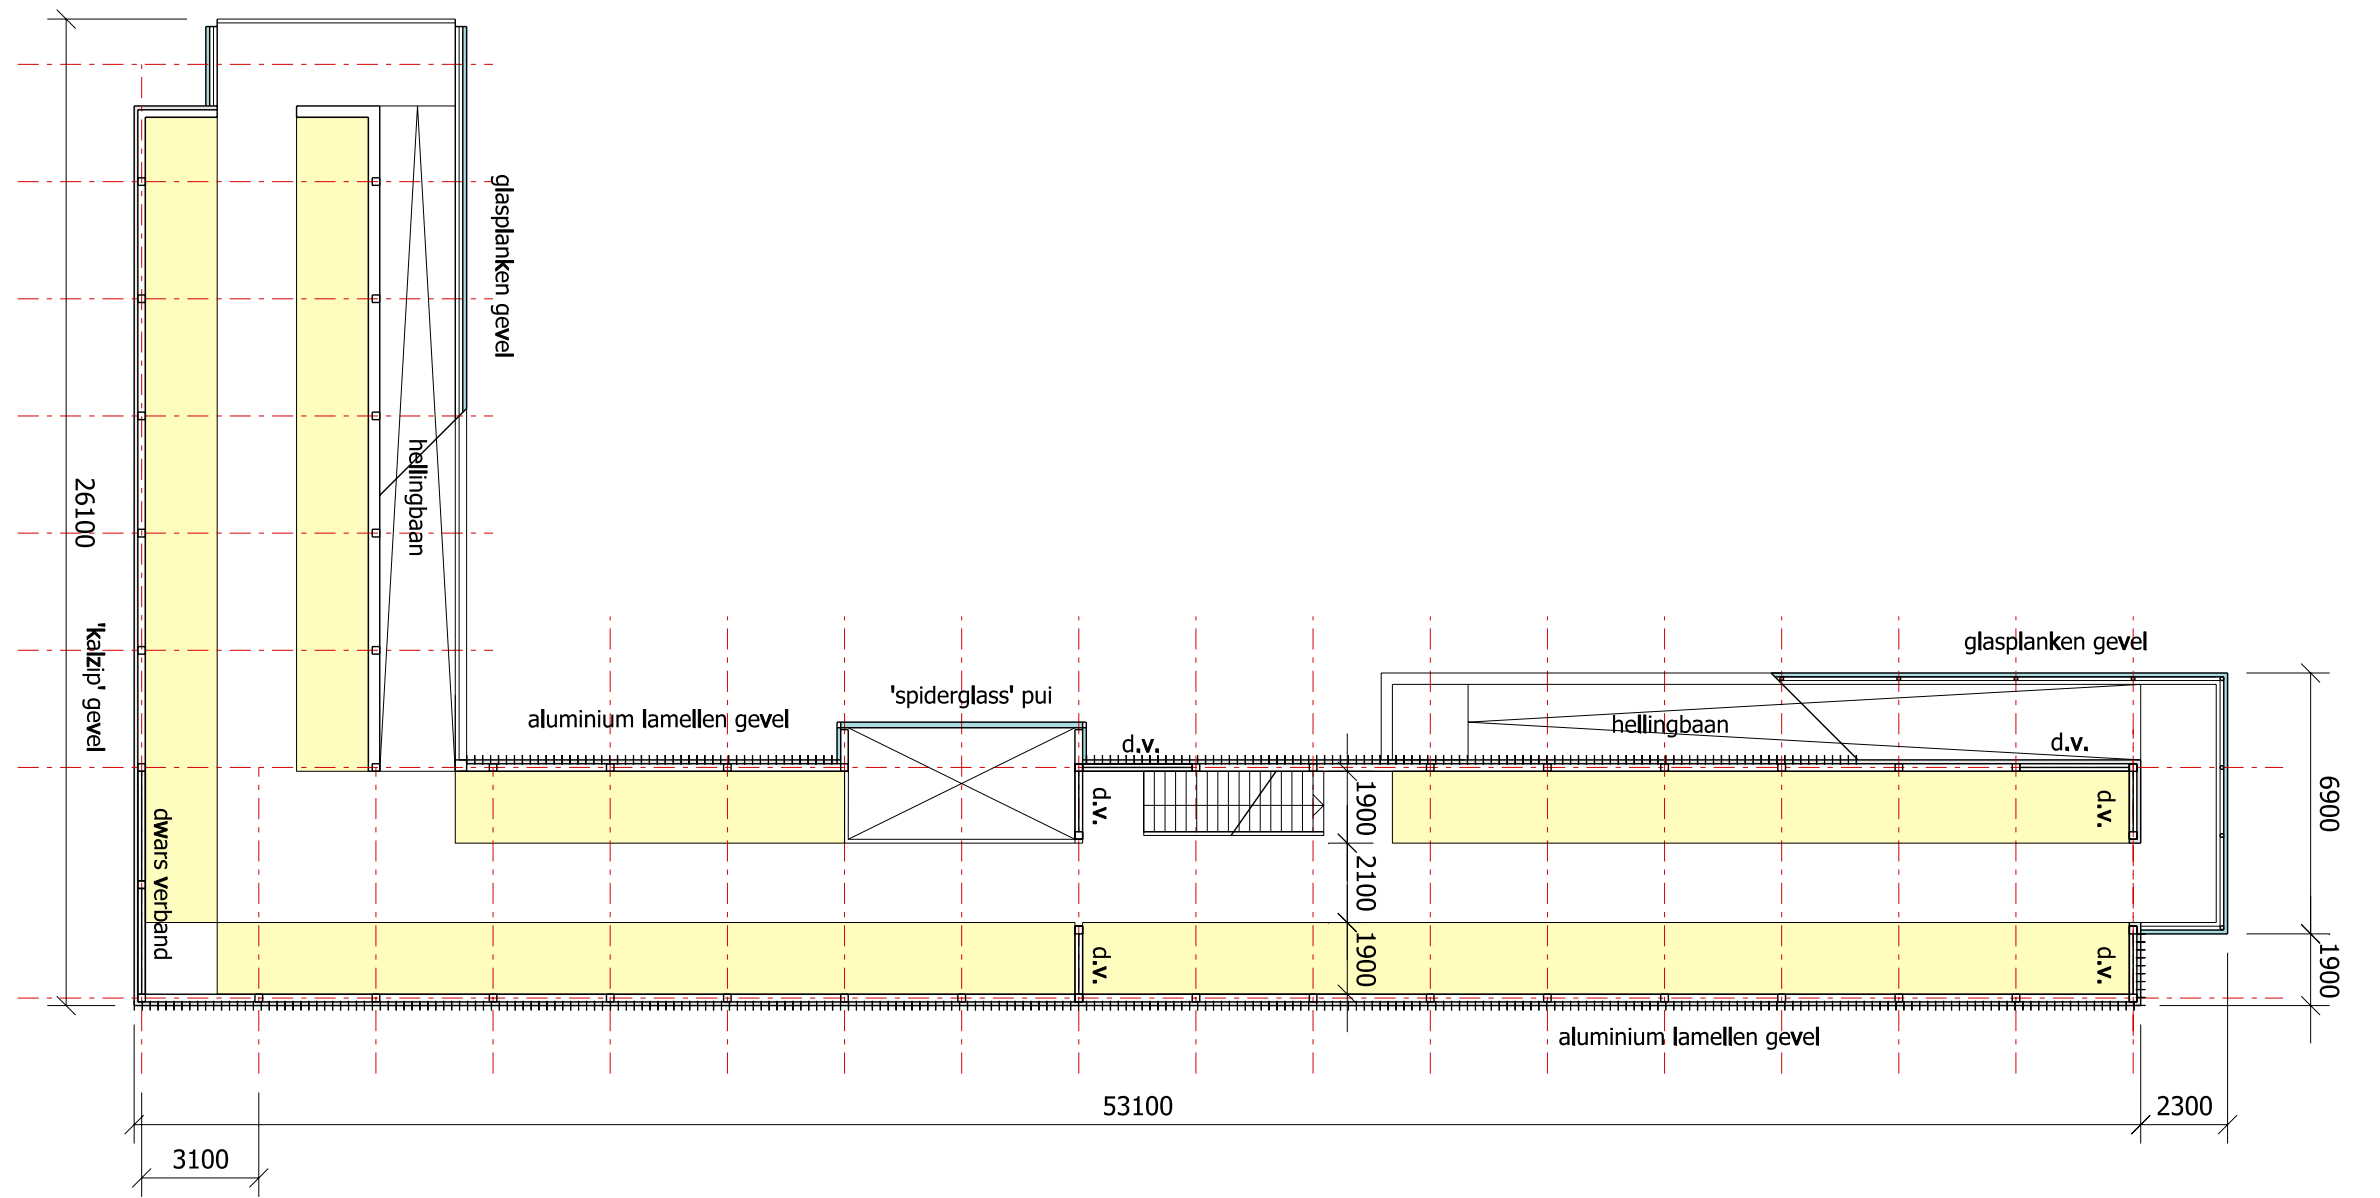 glasplanken gevel
hellingbaan
26100
'kalzip' gevel
dwars verband
aluminium lamellen gevel
'spiderglass' pui
d.v.
d.v.
d.v.
1900
2100
1900
glasplanken gevel
hellingbaan
d.v.
d.v.
d.v.
6900
1900
aluminium lamellen gevel
53100
2300
3100